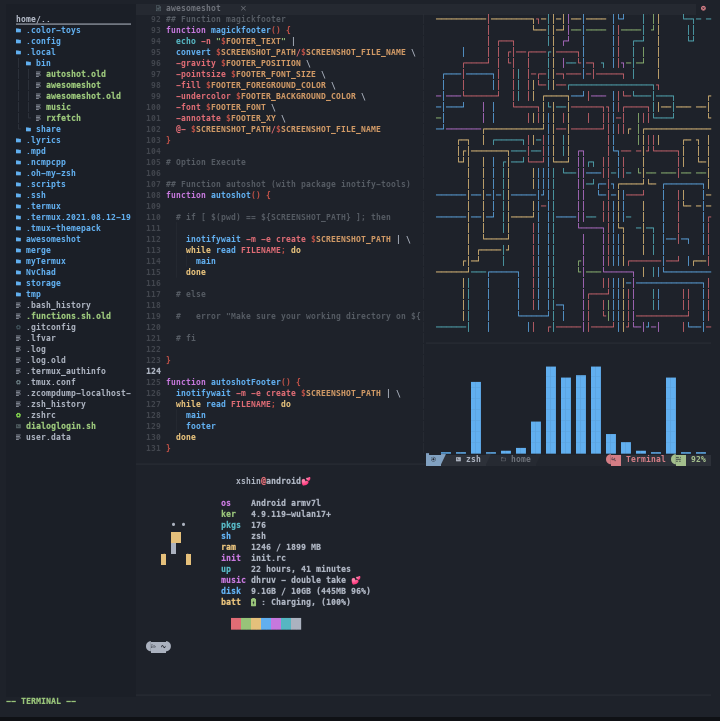 home/..
.color-toys
.config
.local
bin
autoshot.old
awesomeshot
awesomeshot.old
music
rxfetch
share
.lyrics
.mpd
.ncmpcpp
.oh-my-zsh
.scripts
.ssh
.termux
.termux.2021.08.12-19
.tmux-themepack
awesomeshot
merge
myTermux
NvChad
storage
tmp
.bash_history
.functions.sh.old
.gitconfig
.lfvar
.log
.log.old
.termux_authinfo
.tmux.conf
.zcompdump-localhost-
.zsh_history
.zshrc
dialoglogin.sh
user.data
awesomeshot ×
92 ## Function magickfooter
93 function magickfooter() {
94 echo -n "$FOOTER_TEXT" |
95 convert $SCREENSHOT_PATH/$SCREENSHOT_FILE_NAME \
96 -gravity $FOOTER_POSITION \
97 -pointsize $FOOTER_FONT_SIZE \
98 -fill $FOOTER_FOREGROUND_COLOR \
99 -undercolor $FOOTER_BACKGROUND_COLOR \
100 -font $FOOTER_FONT \
101 -annotate $FOOTER_XY \
102 @- $SCREENSHOT_PATH/$SCREENSHOT_FILE_NAME
103 }
104
105 # Option Execute
106
107 ## Function autoshot (with package inotify-tools)
108 function autoshot() {
109
110 # if [ $(pwd) == ${SCREENSHOT_PATH} ]; then
111
112 inotifywait -m -e create $SCREENSHOT_PATH | \
113 while read FILENAME; do
114 main
115 done
116
117 # else
118
119 # error "Make sure your working directory on ${
120
121 # fi
122
123 }
124
125 function autoshotFooter() {
126 inotifywait -m -e create $SCREENSHOT_PATH | \
127 while read FILENAME; do
128 main
129 footer
130 done
131 }
zsh home Terminal 92%
xshin@android💕
os Android armv7l
ker 4.9.119-wulan17+
pkgs 176
sh zsh
ram 1246 / 1899 MB
init init.rc
up 22 hours, 41 minutes
music dhruv - double take 💕
disk 9.1GB / 10GB (445MB 96%)
batt : Charging, (100%)
~
-- TERMINAL --